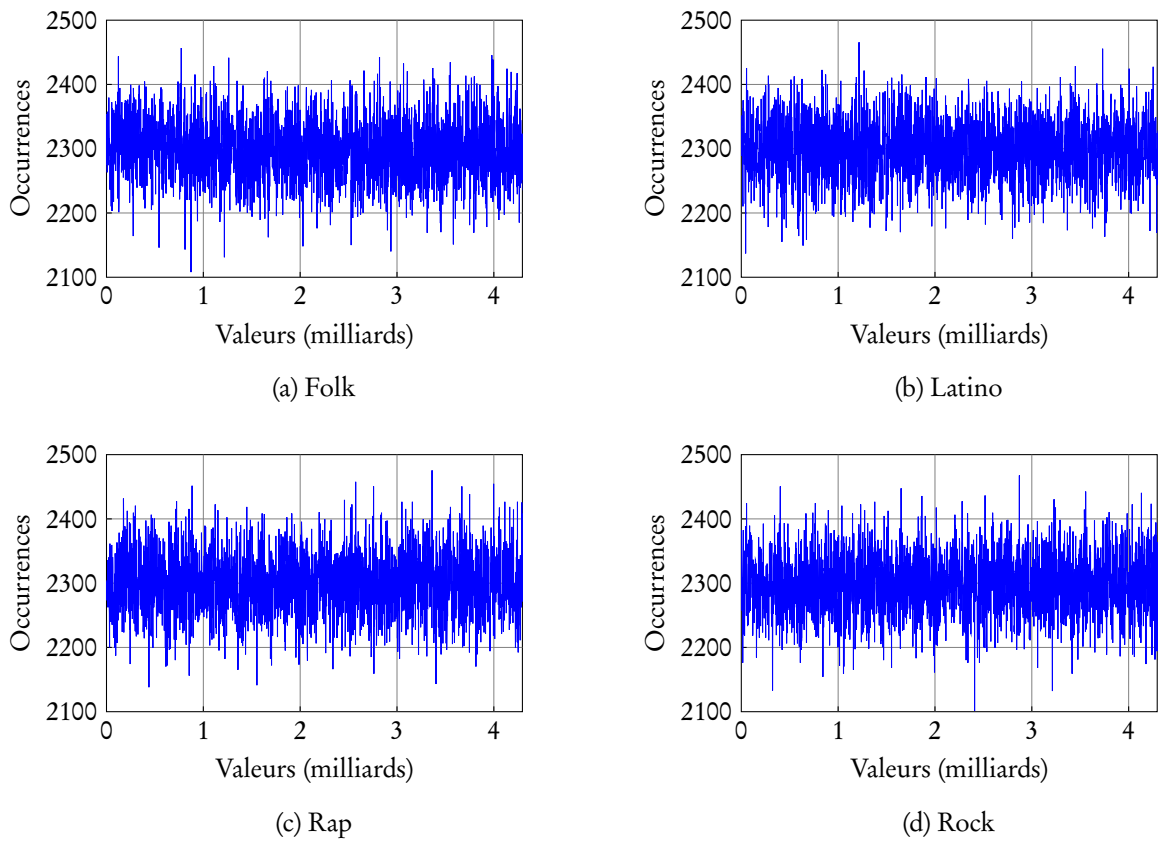 2500
2400
2300
2200
2100
Occurrences
0 1 2 3 4
Valeurs (milliards)
(a) Folk
2500
2400
2300
2200
2100
Occurrences
0 1 2 3 4
Valeurs (milliards)
(b) Latino
2500
2400
2300
2200
2100
Occurrences
0 1 2 3 4
Valeurs (milliards)
(c) Rap
2500
2400
2300
2200
2100
Occurrences
0 1 2 3 4
Valeurs (milliards)
(d) Rock